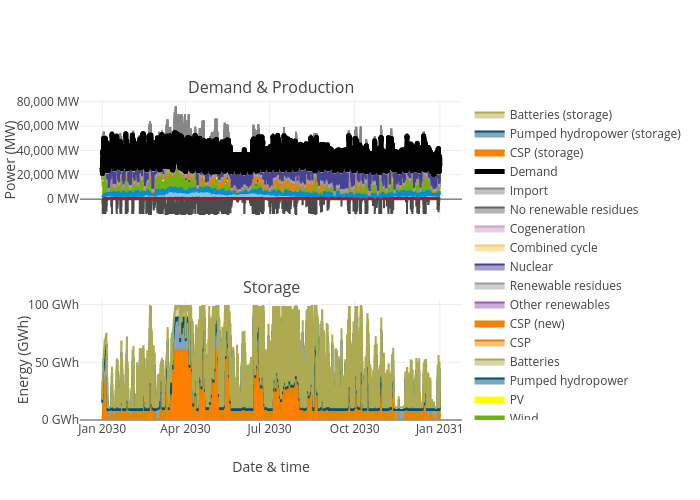 Demand & Production
80,000 MW
60,000 MW
40,000 MW
20,000 MW
0 MW
Power (MW)
Storage
100 GWh
50 GWh
0 GWh
Energy (GWh)
Jan 2030
Apr 2030
Jul 2030
Oct 2030
Jan 2031
Date & time
Batteries (storage)
Pumped hydropower (storage)
CSP (storage)
Demand
Import
No renewable residues
Cogeneration
Combined cycle
Nuclear
Renewable residues
Other renewables
CSP (new)
CSP
Batteries
Pumped hydropower
PV
Wind